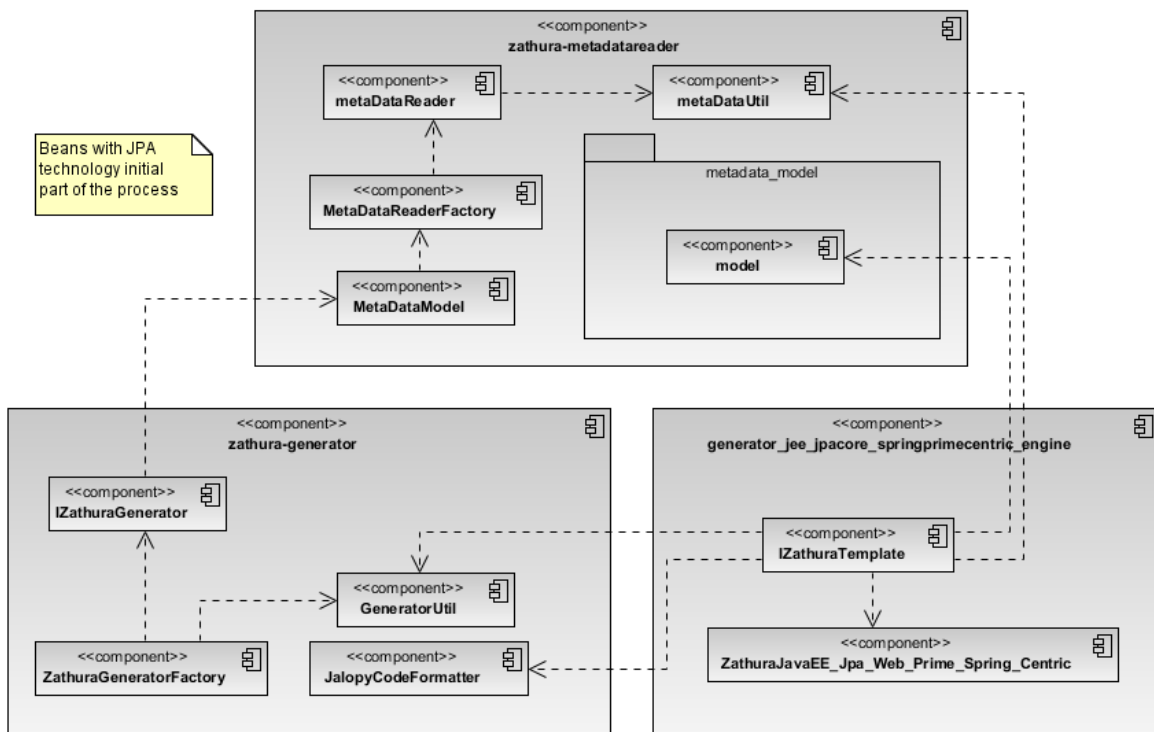 <<component>>
zathura-metadatareader
<<component>>
metaDataReader
<<component>>
metaDataUtil
Beans with JPA
technology initial
part of the process
metadata_model
<<component>>
MetaDataReaderFactory
<<component>>
model
<<component>>
MetaDataModel
<<component>>
zathura-generator
<<component>>
generator_jee_jpacore_springprimecentric_engine
<<component>>
IZathuraGenerator
<<component>>
IZathuraTemplate
<<component>>
GeneratorUtil
<<component>>
ZathuraGeneratorFactory
<<component>>
JalopyCodeFormatter
<<component>>
ZathuraJavaEE_Jpa_Web_Prime_Spring_Centric